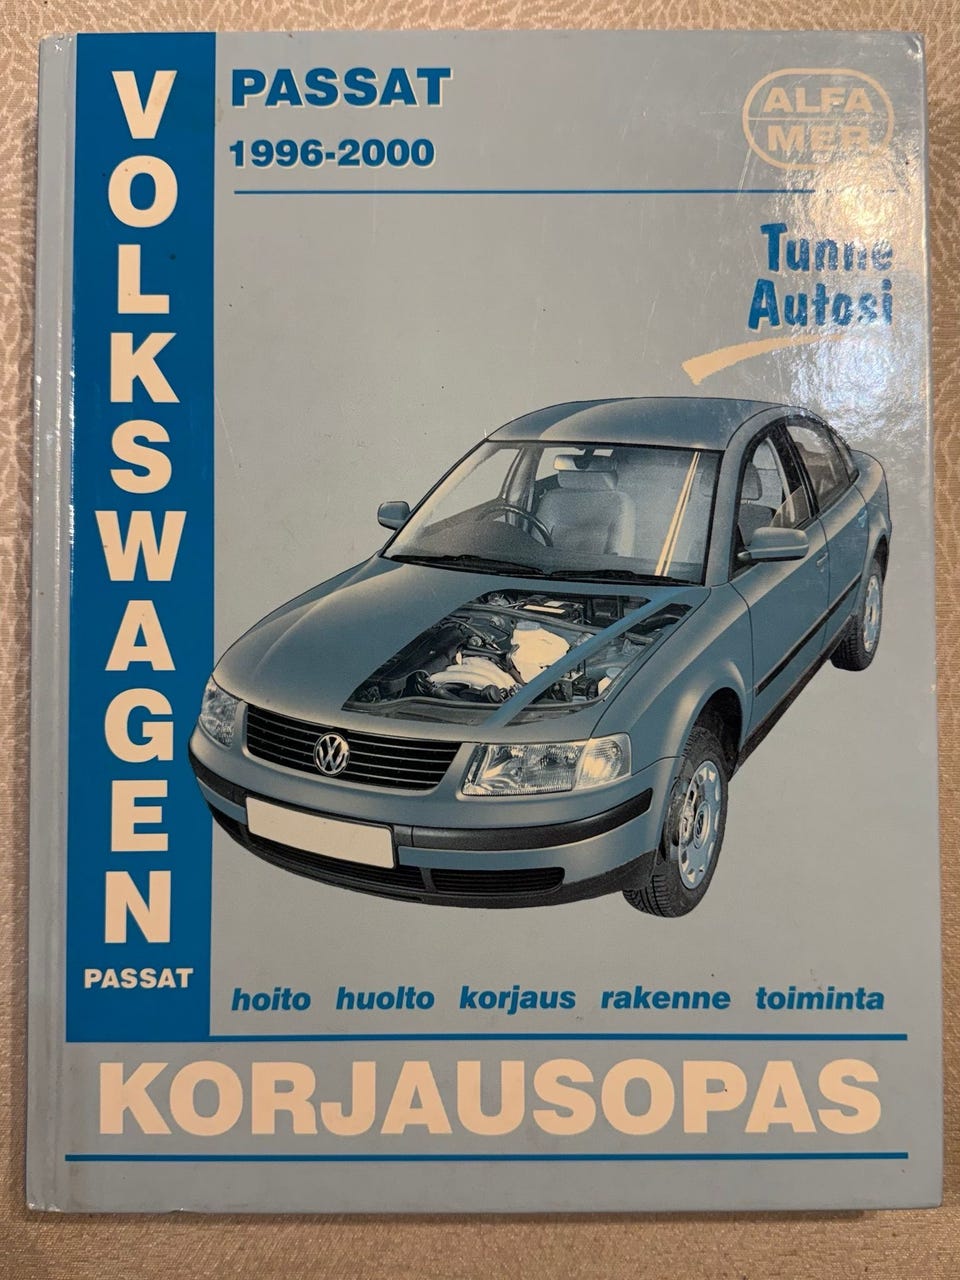 VOLKSWAGEN
PASSAT
PASSAT
1996-2000
ALFA
MER
Tunne
Autosi
hoito huolto korjaus rakenne toiminta
KORJAUSOPAS